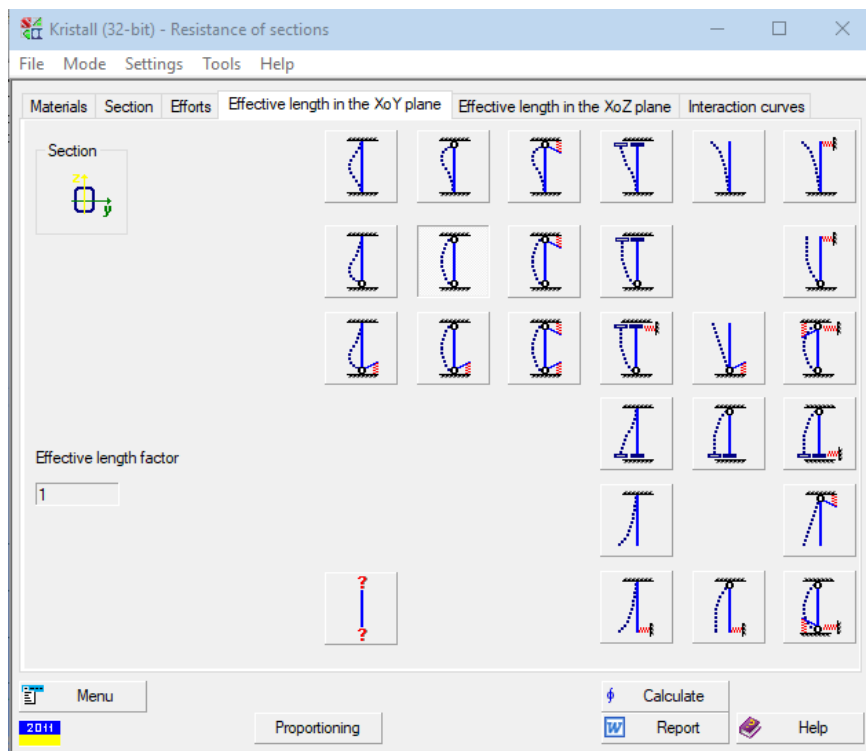 Kristall (32-bit) - Resistance of sections
File Mode Settings Tools Help
Materials Section Efforts Effective length in the XoY plane Effective length in the XoZ plane Interaction curves
Section
z
y
Effective length factor
1
?
?
Menu Calculate
2011 Proportioning W Report Help